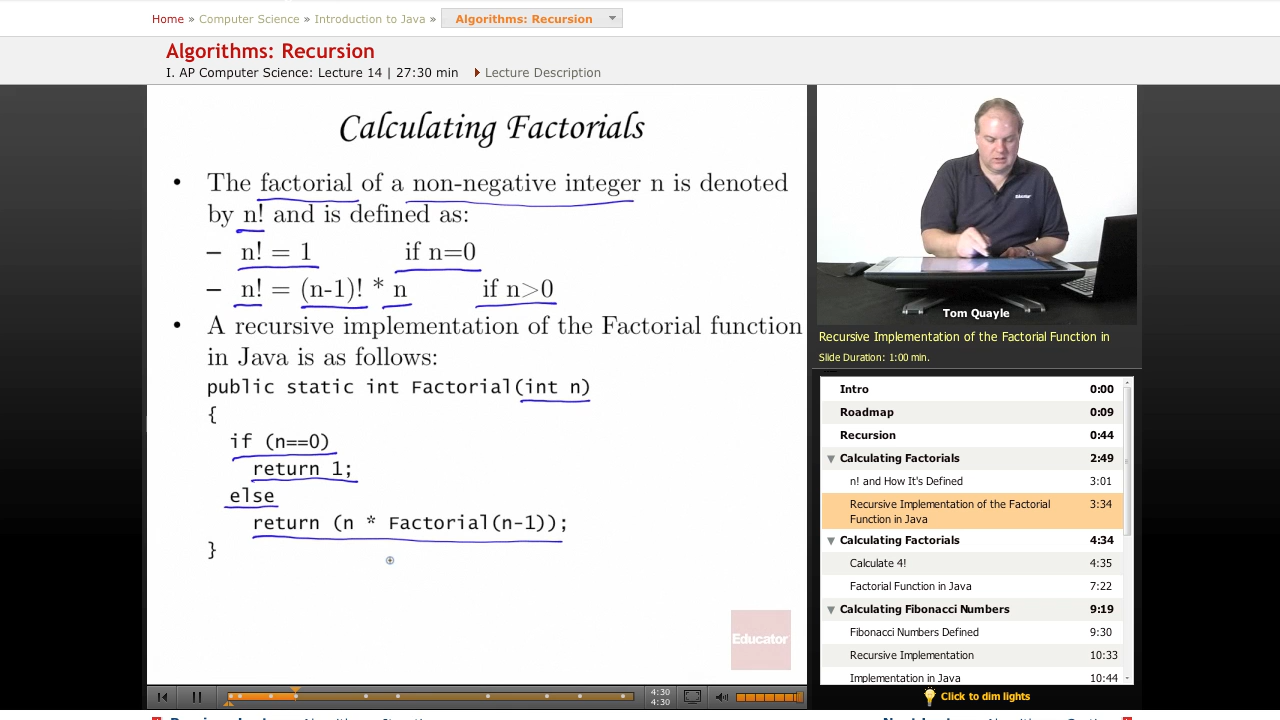 Home » Computer Science » Introduction to Java » Algorithms: Recursion
Algorithms: Recursion
I. AP Computer Science: Lecture 14 | 27:30 min Lecture Description
Calculating Factorials
• The factorial of a non-negative integer n is denoted
by n! and is defined as:
– n! = 1 if n=0
– n! = (n-1)! * n if n>0
• A recursive implementation of the Factorial function
in Java is as follows:
public static int Factorial(int n)
{
if (n==0)
return 1;
else
return (n * Factorial(n-1));
}
Educator
4:30
4:30
Educator
Tom Quayle
Recursive Implementation of the Factorial Function in
Slide Duration: 1:00 min.
Intro 0:00
Roadmap 0:09
Recursion 0:44
Calculating Factorials 2:49
n! and How It's Defined 3:01
Recursive Implementation of the Factorial 3:34
Function in Java
Calculating Factorials 4:34
Calculate 4! 4:35
Factorial Function in Java 7:22
Calculating Fibonacci Numbers 9:19
Fibonacci Numbers Defined 9:30
Recursive Implementation 10:33
Implementation in Java 10:44
Click to dim lights